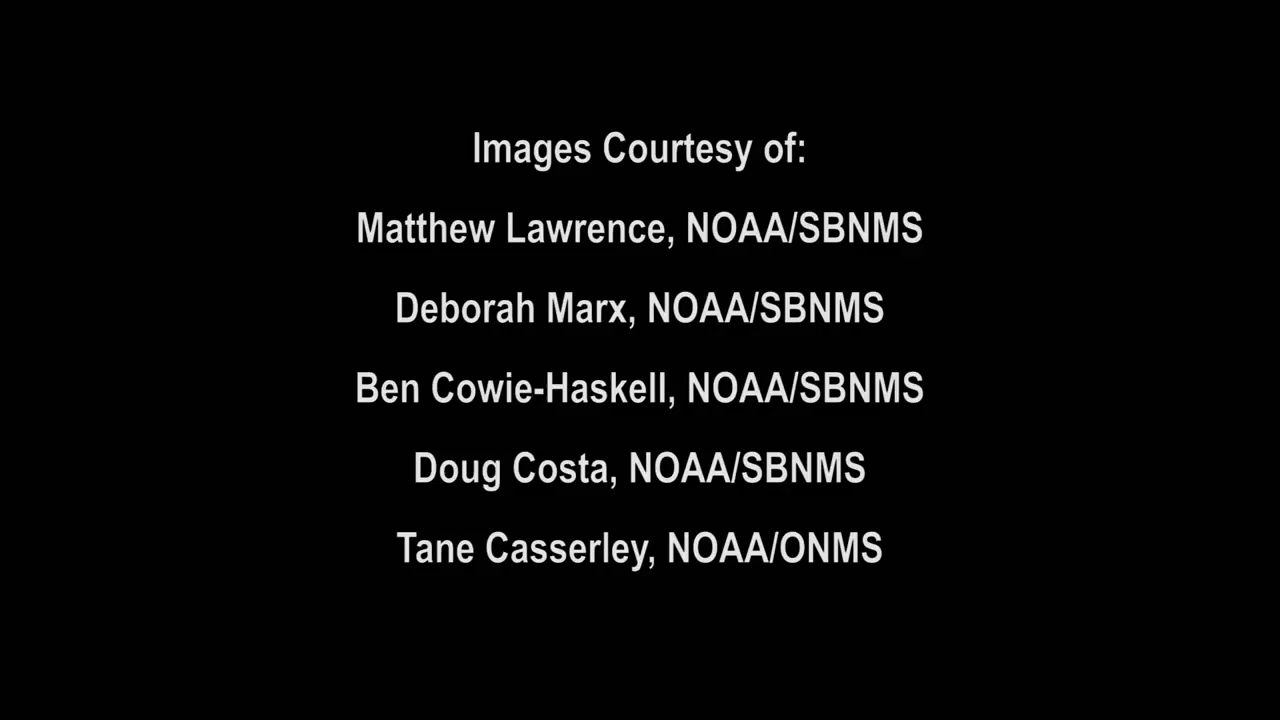 Images Courtesy of:
Matthew Lawrence, NOAA/SBNMS
Deborah Marx, NOAA/SBNMS
Ben Cowie-Haskell, NOAA/SBNMS
Doug Costa, NOAA/SBNMS
Tane Casserley, NOAA/ONMS